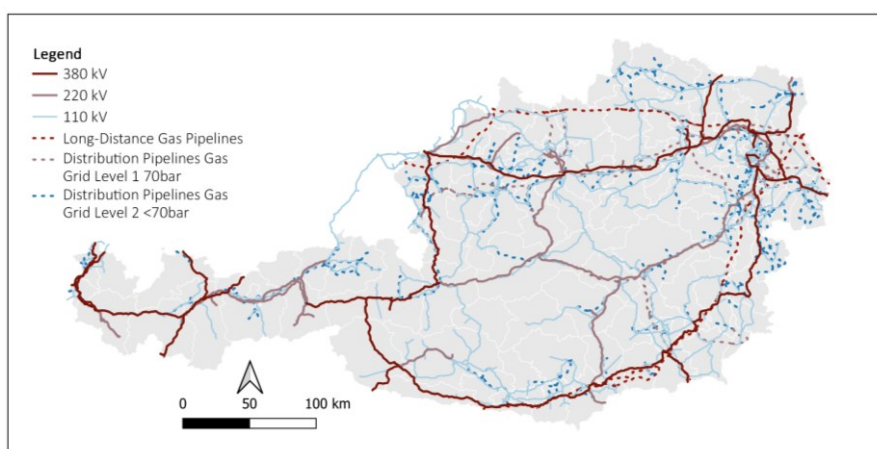 Legend
380 kV
220 kV
110 kV
Long-Distance Gas Pipelines
Distribution Pipelines Gas
Grid Level 1 70bar
Distribution Pipelines Gas
Grid Level 2 <70bar
0 50 100 km